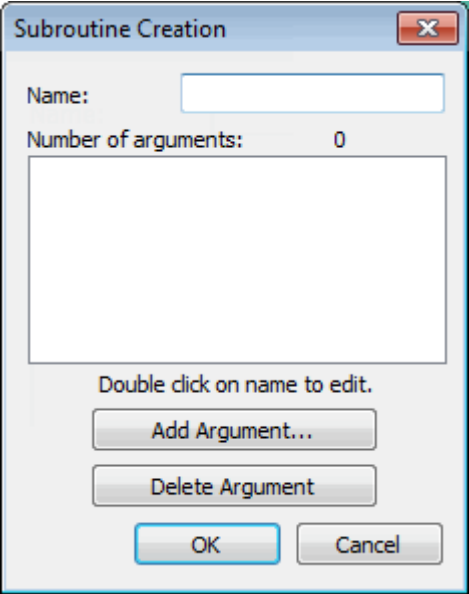 Subroutine Creation
Name:
Number of arguments: 0
Double click on name to edit.
Add Argument...
Delete Argument
OK Cancel